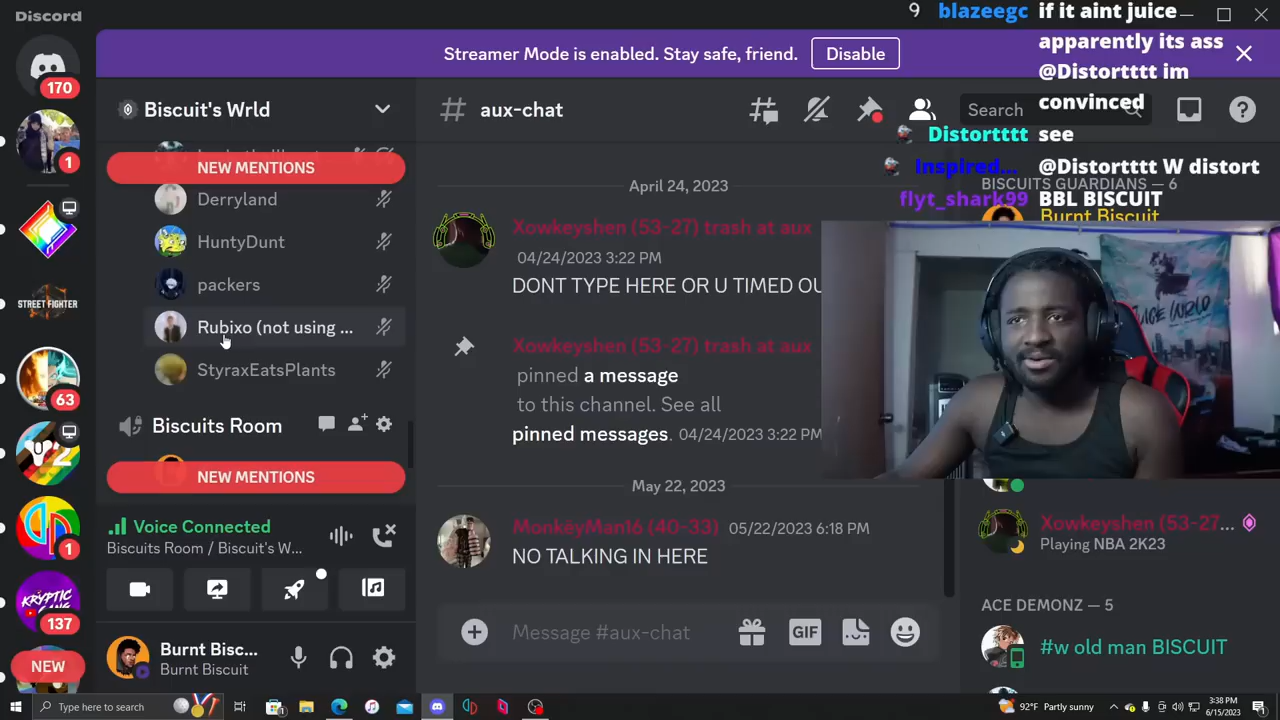 Discord
9 blazeegc if it aint juice
apparently its ass
@Distortttt im
convinced
Distortttt see
Inspired... @Distortttt W distort
flyt_shark99 BBL BISCUIT
Streamer Mode is enabled. Stay safe, friend.
Disable
170
1
63
1
137
NEW
Biscuit's Wrld
NEW MENTIONS
Derryland
HuntyDunt
packers
Rubixo (not using ...
StyraxEatsPlants
Biscuits Room
NEW MENTIONS
Voice Connected
Biscuits Room / Biscuit's W...
Burnt Bisc...
Burnt Biscuit
STREET FIGHTER
KRYPTIC
GANG
# aux-chat
Search
April 24, 2023
Xowkeyshen (53-27) trash at aux
04/24/2023 3:22 PM
DONT TYPE HERE OR U TIMED OU
Xowkeyshen (53-27) trash at aux
pinned a message
to this channel. See all
pinned messages. 04/24/2023 3:22 PM
May 22, 2023
MonkeyMan16 (40-33) 05/22/2023 6:18 PM
NO TALKING IN HERE
Message #aux-chat
GIF
BISCUITS GUARDIANS — 6
Burnt Biscuit
JUICE WRLD
Xowkeyshen (53-27...
Playing NBA 2K23
ACE DEMONZ — 5
#w old man BISCUIT
Type here to search
1
92°F Partly sunny
3:38 PM
6/15/2023